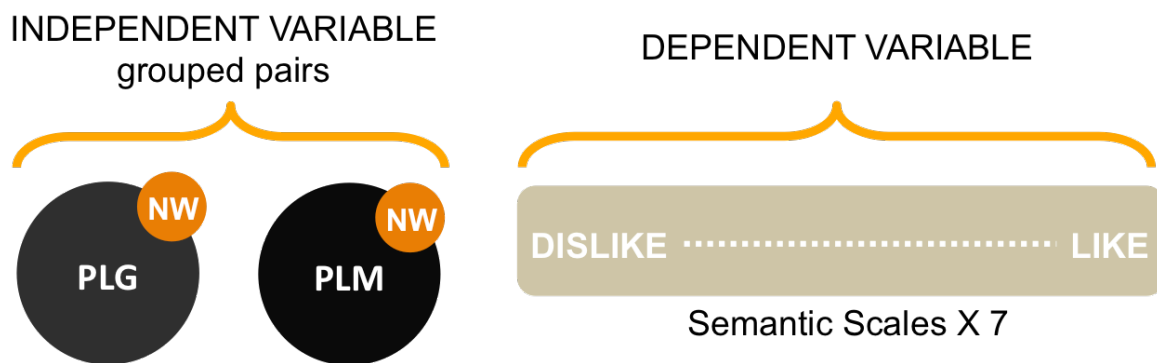 INDEPENDENT VARIABLE
grouped pairs
DEPENDENT VARIABLE
NW
PLG
NW
PLM
DISLIKE
LIKE
Semantic Scales X 7